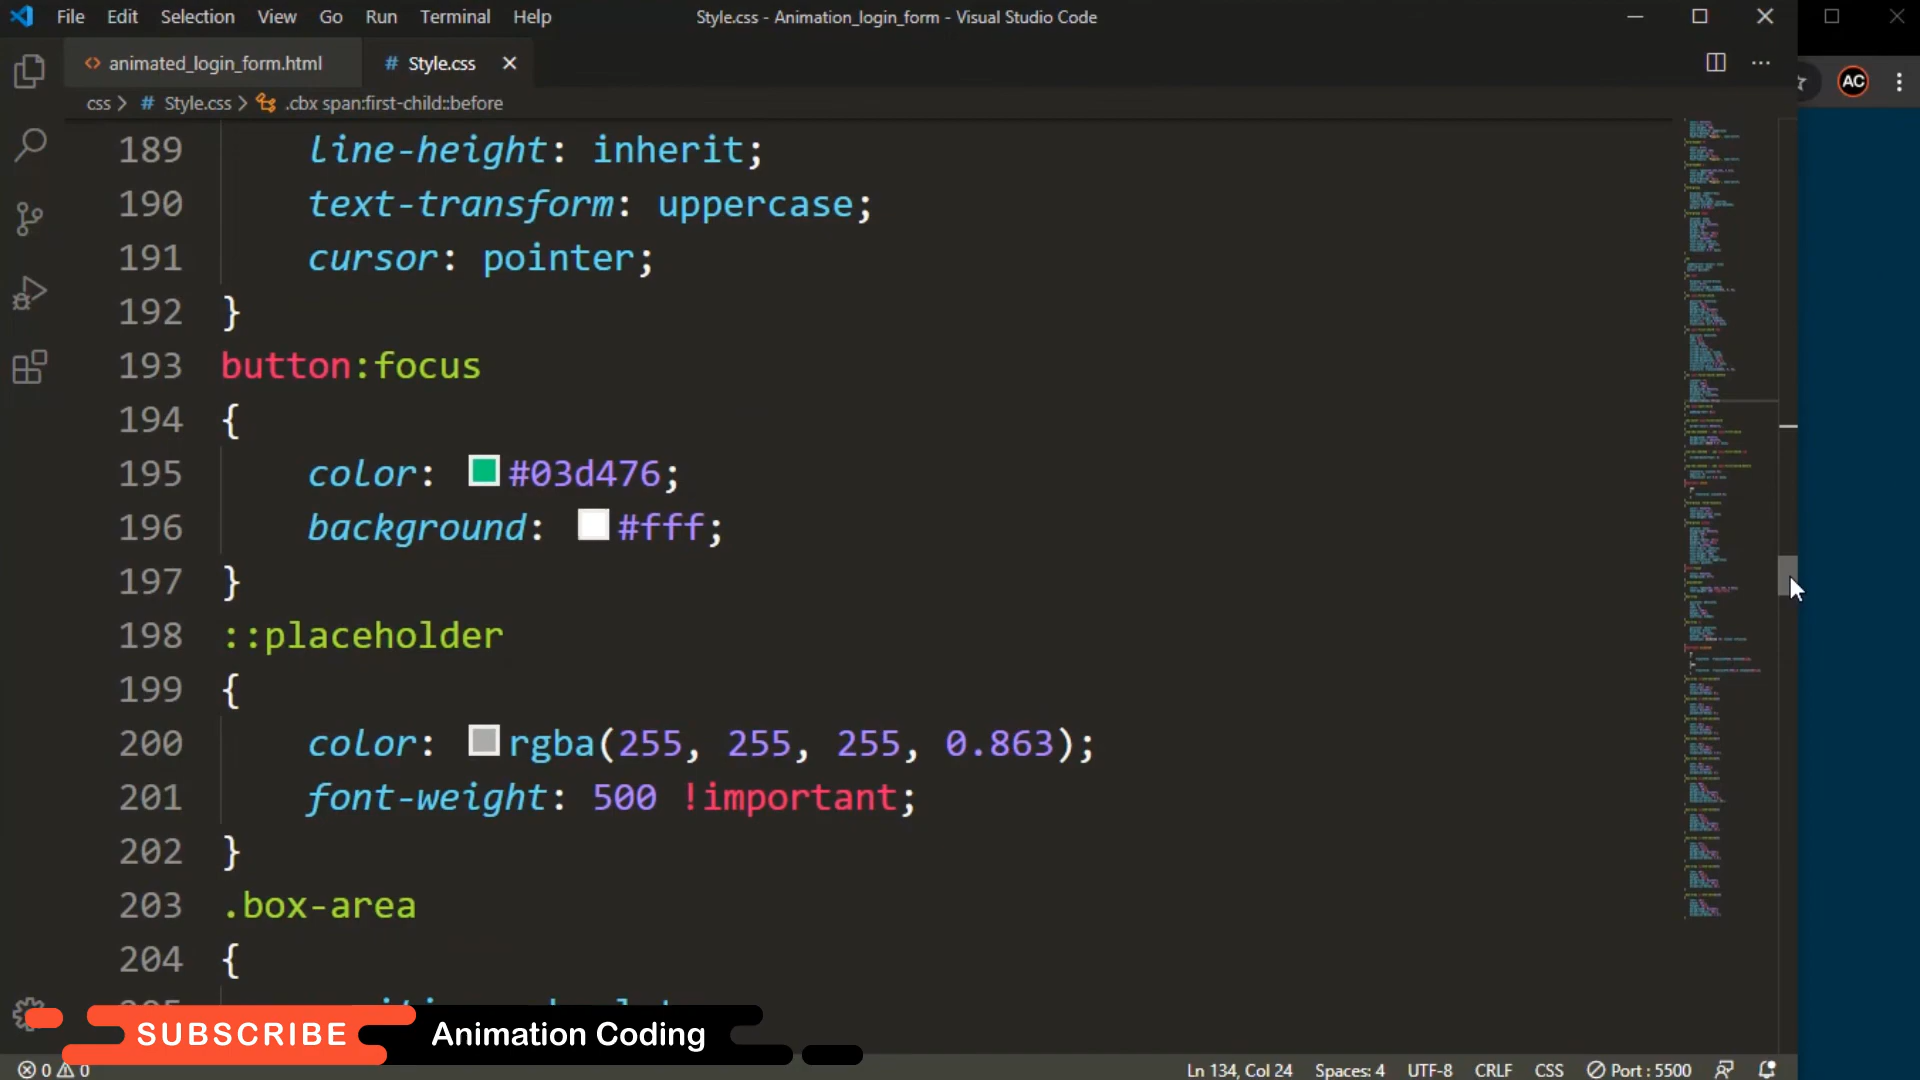 File Edit Selection View Go Run Terminal Help
Style.css - Animation_login_form - Visual Studio Code
AC
<> animated_login_form.html
# Style.css
css > # Style.css > .cbx span:first-child::before
189 line-height: inherit;
190 text-transform: uppercase;
191 cursor: pointer;
192 }
193 button:focus
194 {
195 color: #03d476;
196 background: #fff;
197 }
198 ::placeholder
199 {
200 color: rgba(255, 255, 255, 0.863);
201 font-weight: 500 !important;
202 }
203 .box-area
204 {
SUBSCRIBE Animation Coding
0 0 Ln 134, Col 24 Spaces: 4 UTF-8 CRLF CSS Port : 5500